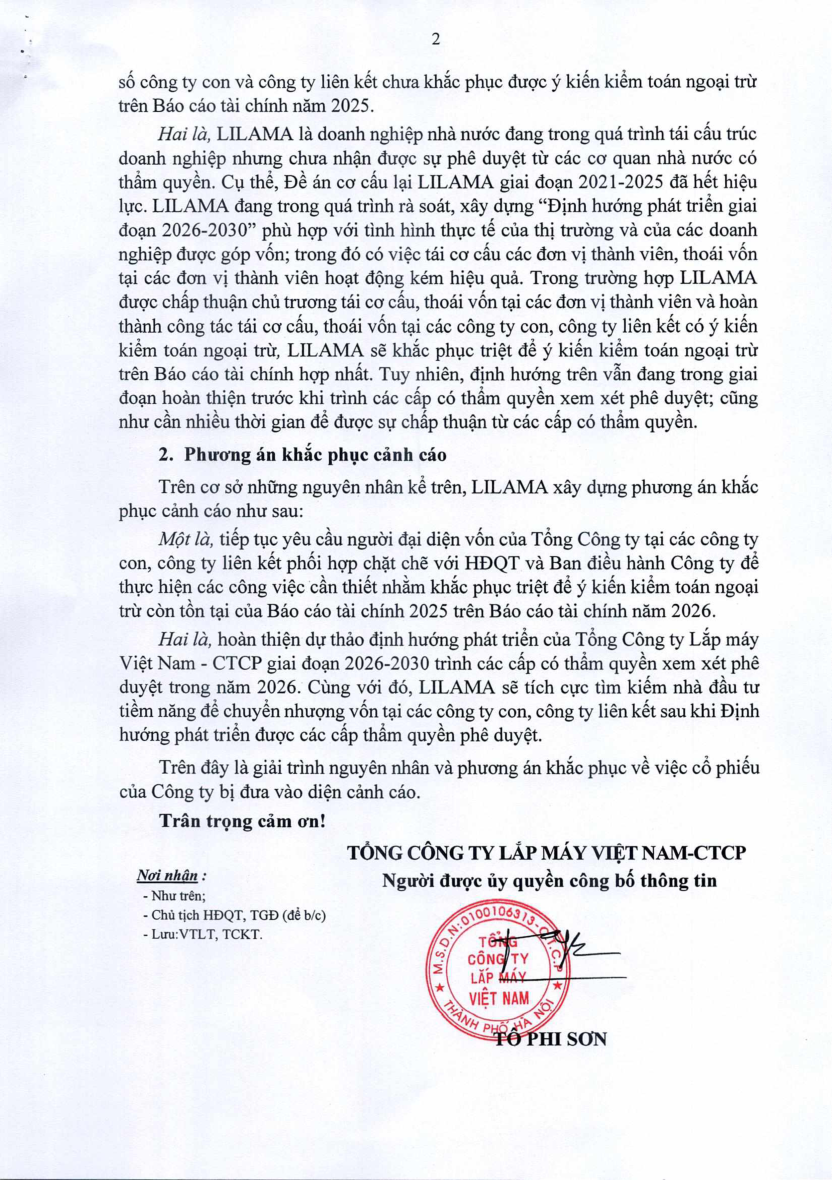 2
số công ty con và công ty liên kết chưa khắc phục được ý kiến kiểm toán ngoại trừ
trên Báo cáo tài chính năm 2025.
Hai là, LILAMA là doanh nghiệp nhà nước đang trong quá trình tái cấu trúc
doanh nghiệp nhưng chưa nhận được sự phê duyệt từ các cơ quan nhà nước có
thẩm quyền. Cụ thể, Đề án cơ cấu lại LILAMA giai đoạn 2021-2025 đã hết hiệu
lực. LILAMA đang trong quá trình rà soát, xây dựng “Định hướng phát triển giai
đoạn 2026-2030” phù hợp với tình hình thực tế của thị trường và của các doanh
nghiệp được góp vốn; trong đó có việc tái cơ cấu các đơn vị thành viên, thoái vốn
tại các đơn vị thành viên hoạt động kém hiệu quả. Trong trường hợp LILAMA
được chấp thuận chủ trương tái cơ cấu, thoái vốn tại các đơn vị thành viên và hoàn
thành công tác tái cơ cấu, thoái vốn tại các công ty con, công ty liên kết có ý kiến
kiểm toán ngoại trừ, LILAMA sẽ khắc phục triệt để ý kiến kiểm toán ngoại trừ
trên Báo cáo tài chính hợp nhất. Tuy nhiên, định hướng trên vẫn đang trong giai
đoạn hoàn thiện trước khi trình các cấp có thẩm quyền xem xét phê duyệt; cũng
như cần nhiều thời gian để được sự chấp thuận từ các cấp có thẩm quyền.
2. Phương án khắc phục cảnh cáo
Trên cơ sở những nguyên nhân kể trên, LILAMA xây dựng phương án khắc
phục cảnh cáo như sau:
Một là, tiếp tục yêu cầu người đại diện vốn của Tổng Công ty tại các công ty
con, công ty liên kết phối hợp chặt chẽ với HĐQT và Ban điều hành Công ty để
thực hiện các công việc cần thiết nhằm khắc phục triệt để ý kiến kiểm toán ngoại
trừ còn tồn tại của Báo cáo tài chính 2025 trên Báo cáo tài chính năm 2026.
Hai là, hoàn thiện dự thảo định hướng phát triển của Tổng Công ty Lắp máy
Việt Nam - CTCP giai đoạn 2026-2030 trình các cấp có thẩm quyền xem xét phê
duyệt trong năm 2026. Cùng với đó, LILAMA sẽ tích cực tìm kiếm nhà đầu tư
tiềm năng để chuyển nhượng vốn tại các công ty con, công ty liên kết sau khi Định
hướng phát triển được các cấp thẩm quyền phê duyệt.
Trên đây là giải trình nguyên nhân và phương án khắc phục về việc cổ phiếu
của Công ty bị đưa vào diện cảnh cáo.
Trân trọng cảm ơn!
TỔNG CÔNG TY LẮP MÁY VIỆT NAM-CTCP
Người được ủy quyền công bố thông tin
Nơi nhận :
- Như trên;
- Chủ tịch HĐQT, TGĐ (để b/c)
- Lưu:VTLT, TCKT.
M.S.D.N:0100106313-C.T.C.P
TỔNG
CÔNG TY
LẮP MÁY
VIỆT NAM
THÀNH PHỐ HÀ NỘI
TÔ PHI SƠN